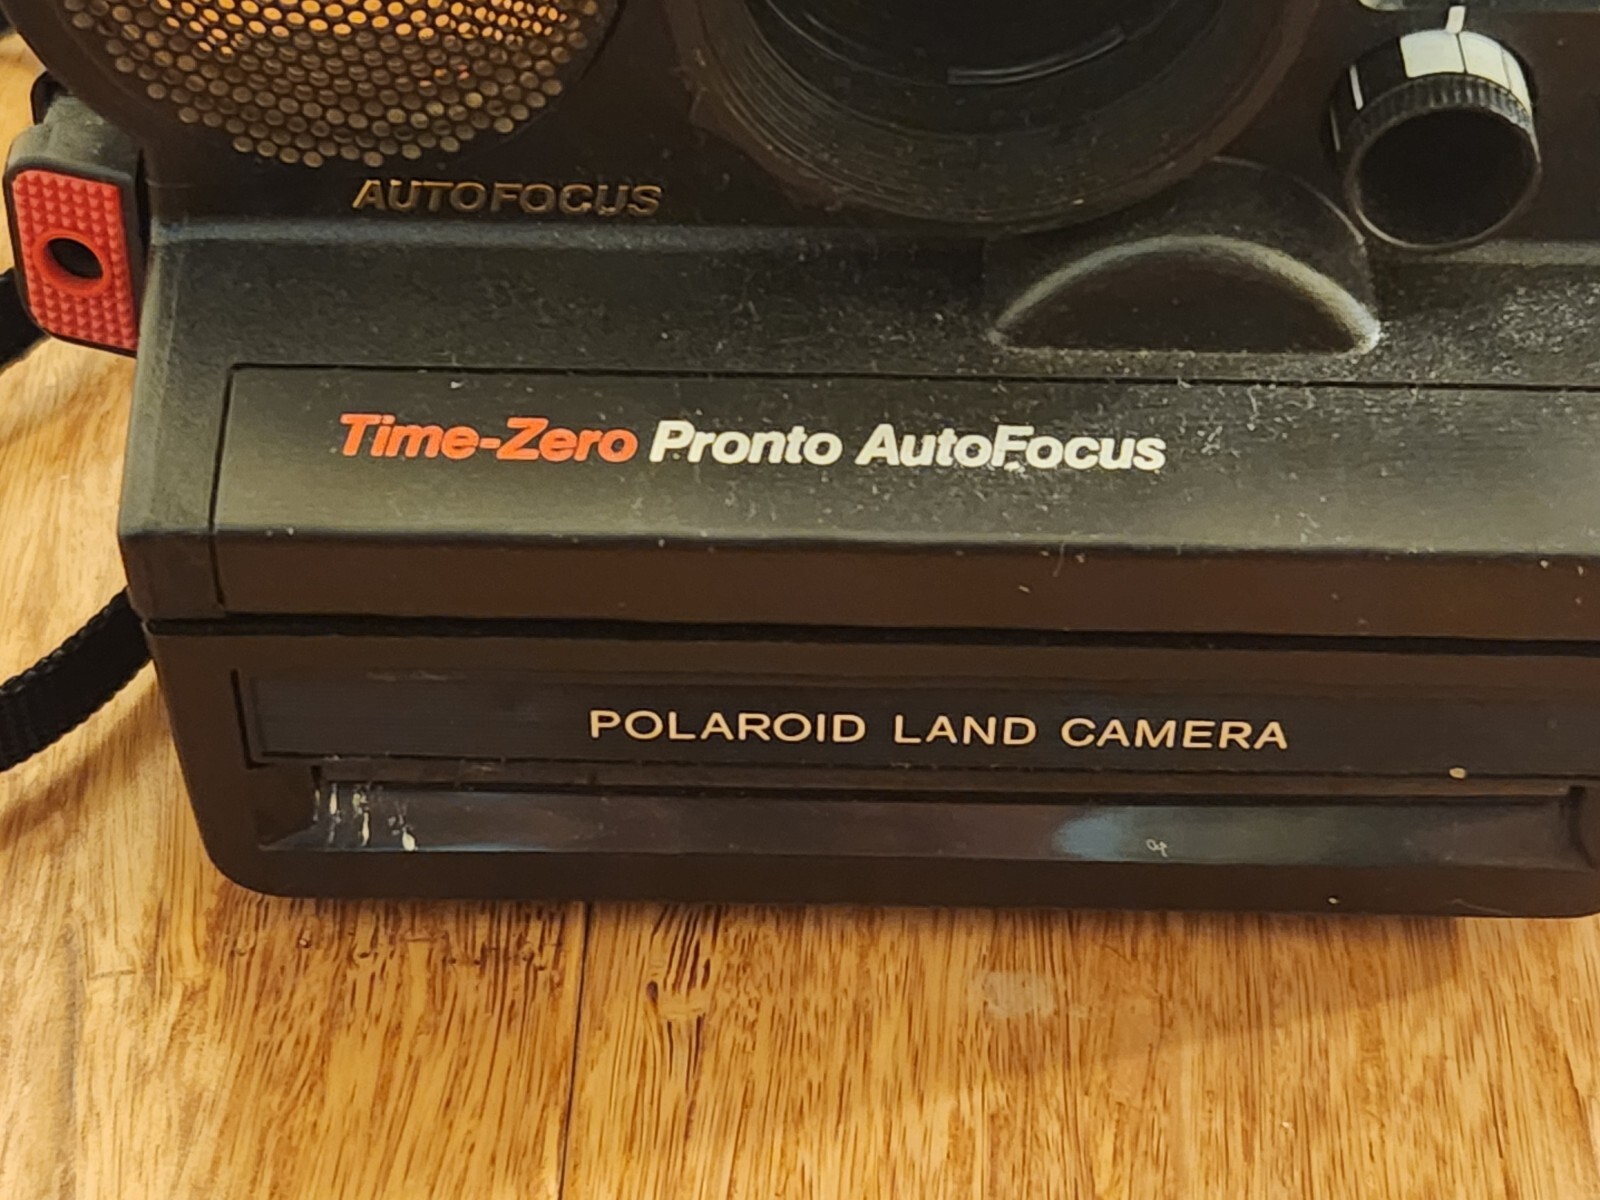 AUTOFOCUS
Time-Zero Pronto AutoFocus
POLAROID LAND CAMERA